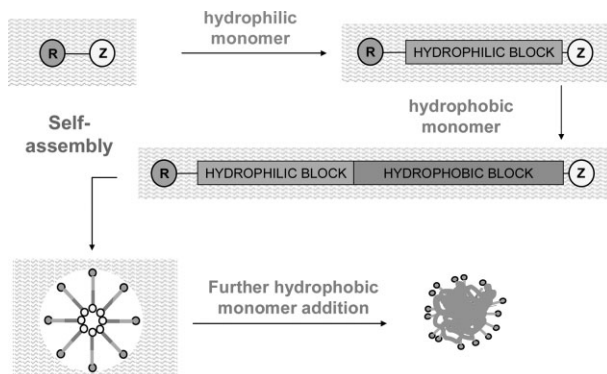 hydrophilic
monomer
R
Z
R
HYDROPHILIC BLOCK
Z
hydrophobic
monomer
Self-
assembly
R
HYDROPHILIC BLOCK
HYDROPHOBIC BLOCK
Z
Further hydrophobic
monomer addition